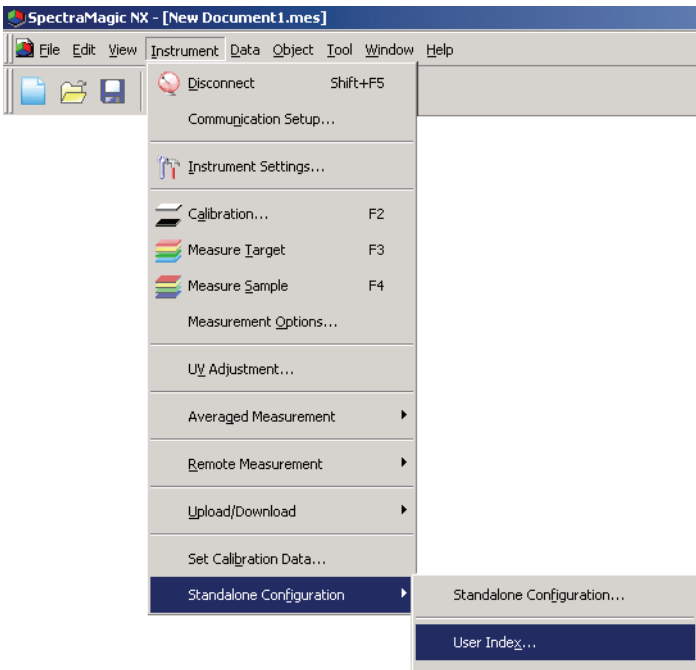 SpectraMagic NX - [New Document1.mes]
File Edit View Instrument Data Object Tool Window Help
Disconnect Shift+F5
Communication Setup...
Instrument Settings...
Calibration... F2
Measure Target F3
Measure Sample F4
Measurement Options...
UV Adjustment...
Averaged Measurement
Remote Measurement
Upload/Download
Set Calibration Data...
Standalone Configuration
Standalone Configuration...
User Index...